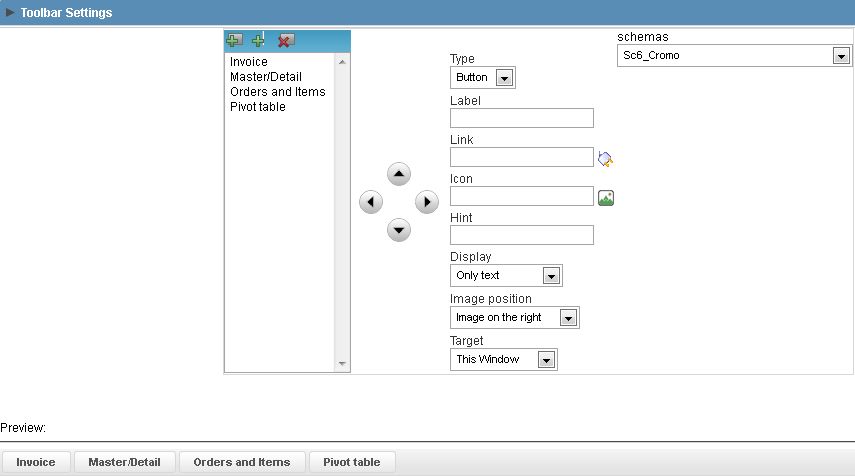 Toolbar Settings
schemas
Sc6_Cromo
Invoice
Master/Detail
Orders and Items
Pivot table
Type
Button
Label
Link
Icon
Hint
Display
Only text
Image position
Image on the right
Target
This Window
Preview:
Invoice Master/Detail Orders and Items Pivot table